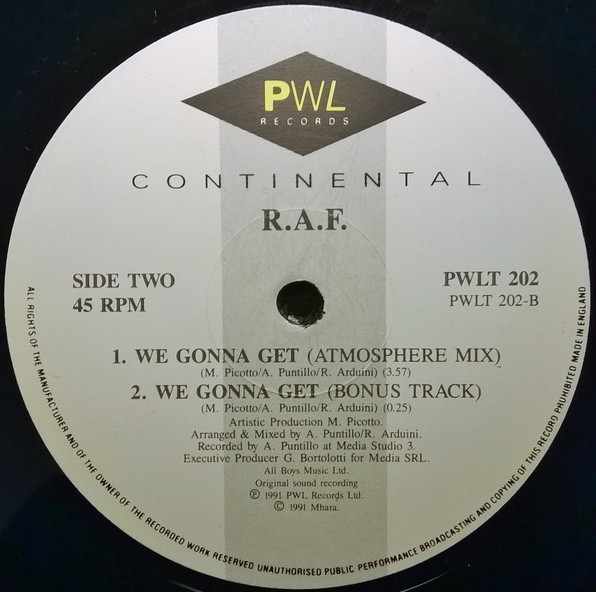 PWL
RECORDS
CONTINENTAL
R.A.F.
SIDE TWO
45 RPM
PWLT 202
PWLT 202-B
1. WE GONNA GET (ATMOSPHERE MIX)
(M. Picotto/A. Puntillo/R. Arduini) (3.57)
2. WE GONNA GET (BONUS TRACK)
(M. Picotto/A. Puntillo/R. Arduini) (0.25)
Artistic Production M. Picotto.
Arranged & Mixed by A. Puntillo/R. Arduini.
Recorded by A. Puntillo at Media Studio 3.
Executive Producer G. Bortolotti for Media SRL.
All Boys Music Ltd.
Original sound recording
℗ 1991 PWL Records Ltd.
© 1991 Mhara.
ALL RIGHTS OF THE MANUFACTURER AND OF THE OWNER OF THE RECORDED WORK RESERVED UNAUTHORISED PUBLIC PERFORMANCE BROADCASTING AND COPYING OF THIS RECORD PROHIBITED MADE IN ENGLAND